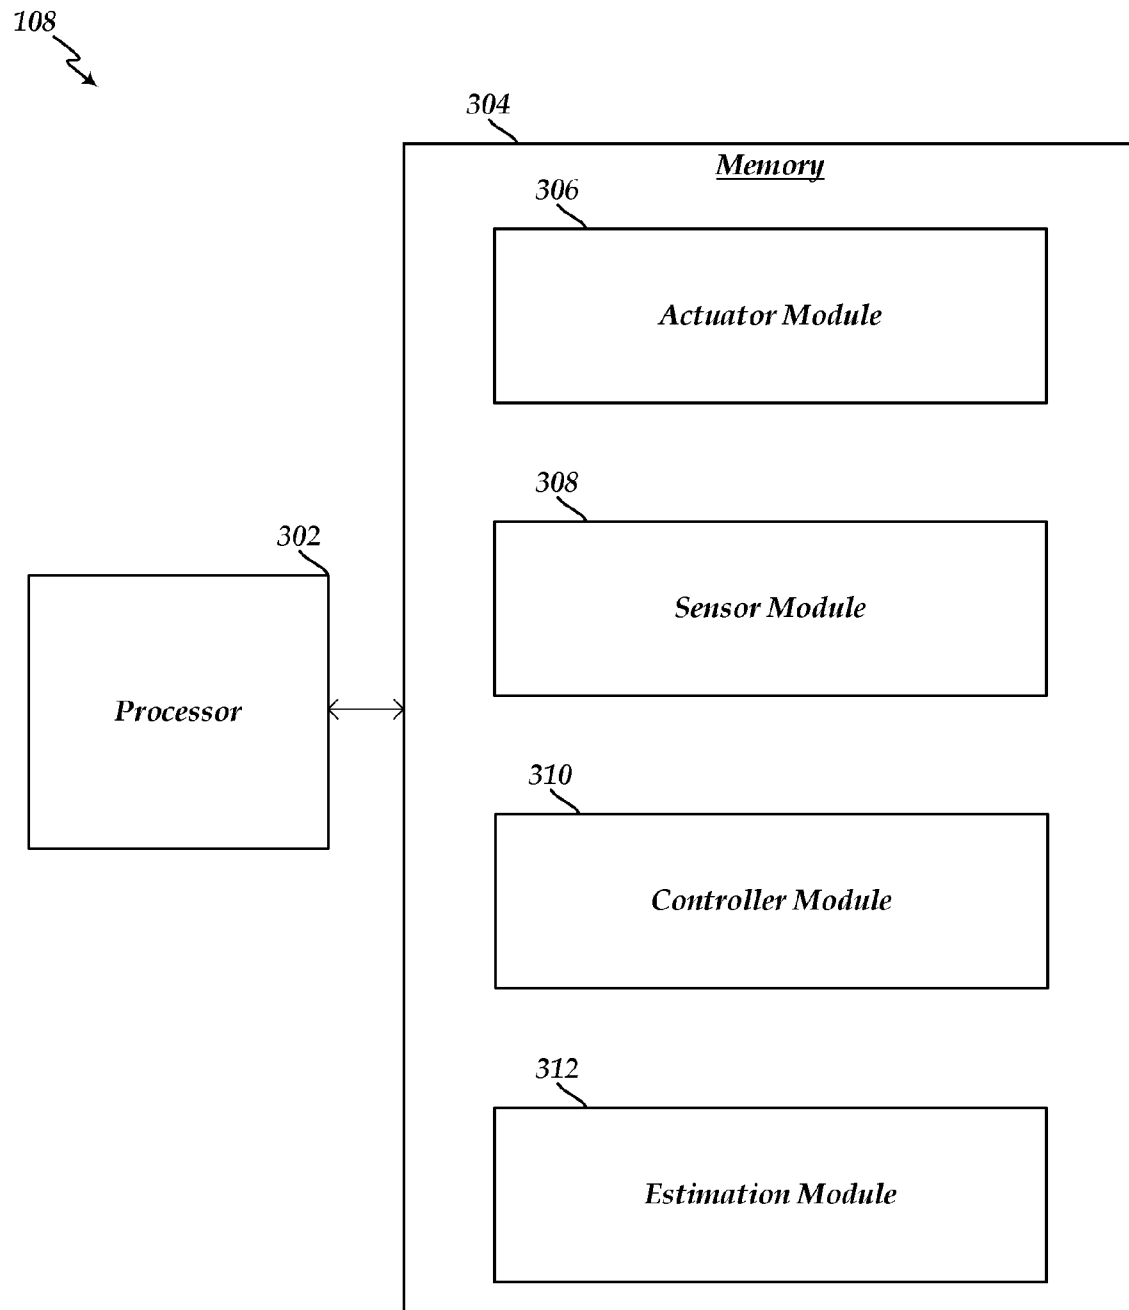 108
304
Memory
306
Actuator Module
308
Sensor Module
302
Processor
310
Controller Module
312
Estimation Module